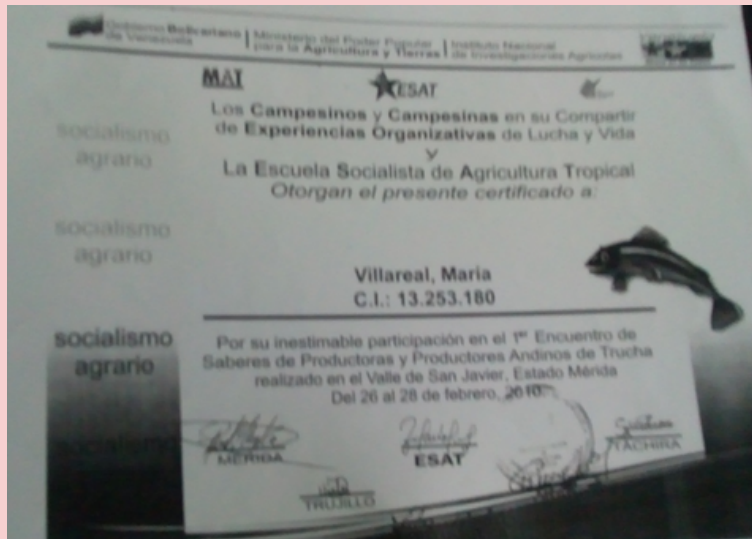 Gobierno Bolivariano de Venezuela
Ministerio del Poder Popular para la Agricultura y Tierras
Instituto Nacional de Investigaciones Agrícolas
MAT
ESAT
Los Campesinos y Campesinas en su Compartir
de Experiencias Organizativas de Lucha y Vida
y
La Escuela Socialista de Agricultura Tropical
Otorgan el presente certificado a:
socialismo
agrario
socialismo
agrario
Villareal, Maria
C.I.: 13.253.180
socialismo
agrario
Por su inestimable participación en el 1er Encuentro de
Saberes de Productoras y Productores Andinos de Trucha
realizado en el Valle de San Javier, Estado Mérida
Del 26 al 28 de febrero, 2010
socialismo
MERIDA
ESAT
TACHIRA
TRUJILLO